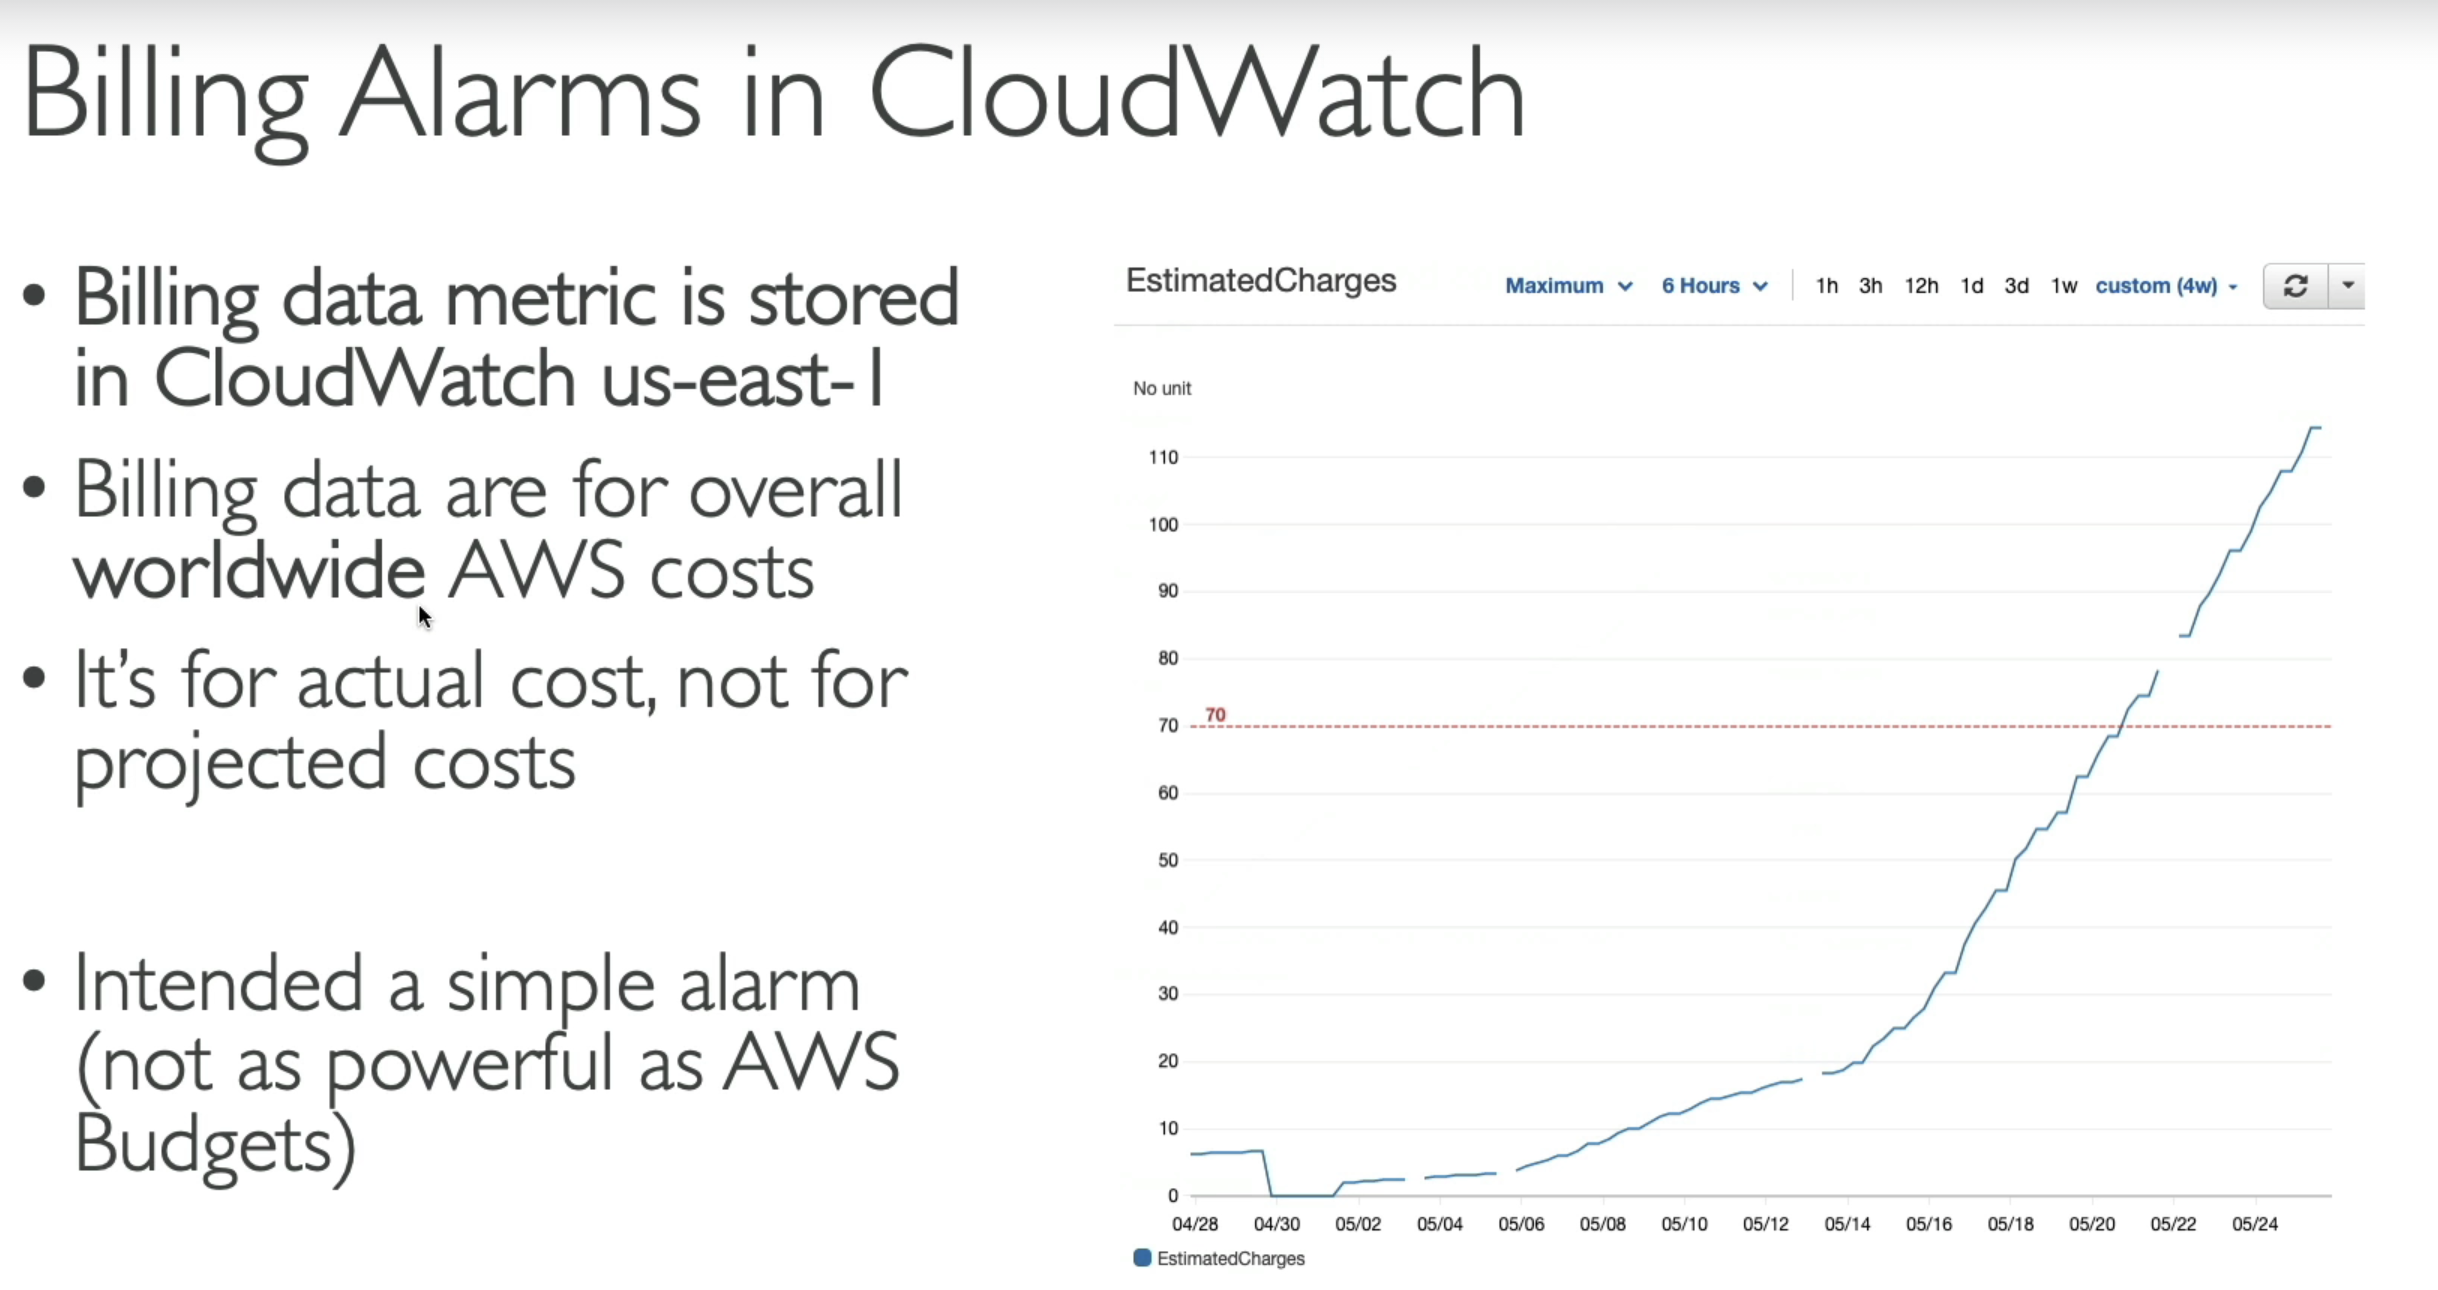 Billing Alarms in CloudWatch
• Billing data metric is stored
in CloudWatch us-east-1
• Billing data are for overall
worldwide AWS costs
• It’s for actual cost, not for
projected costs
• Intended a simple alarm
(not as powerful as AWS
Budgets)
EstimatedCharges Maximum 6 Hours 1h 3h 12h 1d 3d 1w custom (4w)
No unit
110
100
90
80
70
70
60
50
40
30
20
10
0
04/28 04/30 05/02 05/04 05/06 05/08 05/10 05/12 05/14 05/16 05/18 05/20 05/22 05/24
EstimatedCharges